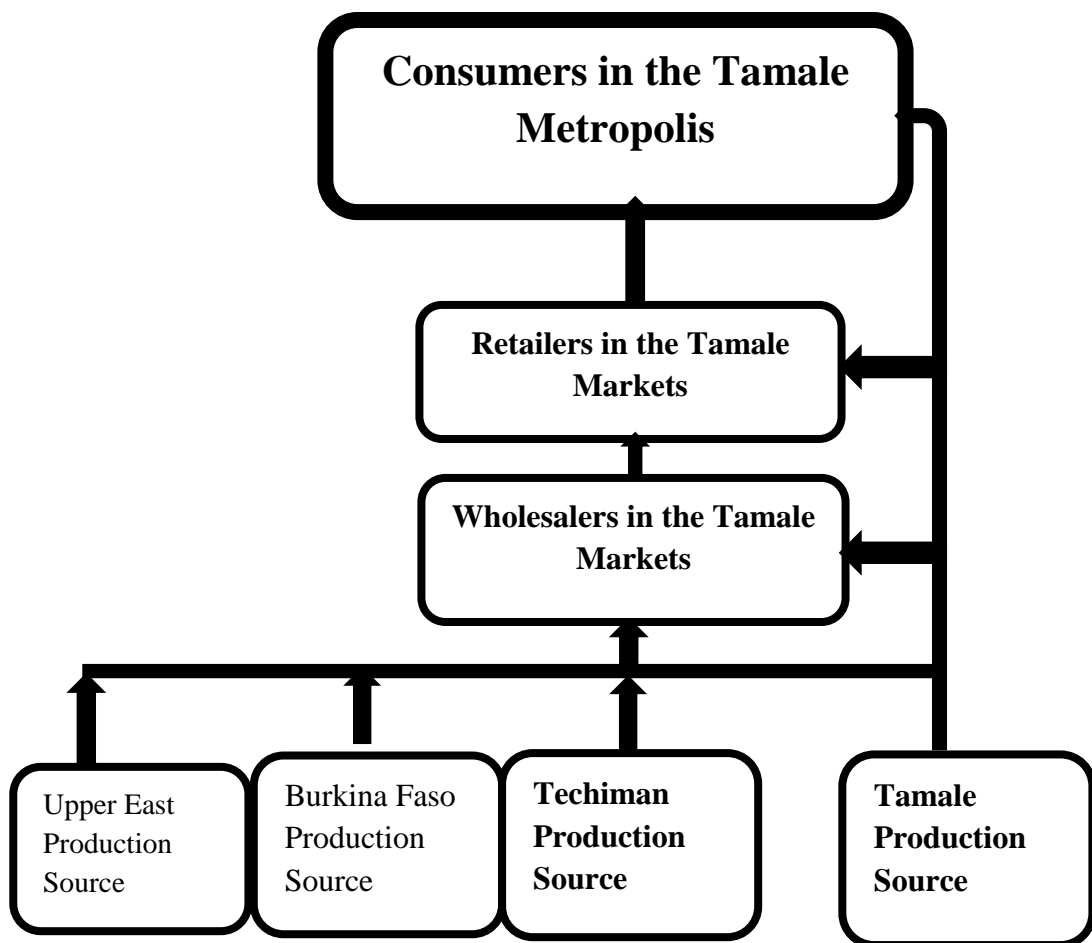 Consumers in the Tamale
Metropolis
Retailers in the Tamale
Markets
Wholesalers in the Tamale
Markets
Upper East
Production
Source
Burkina Faso
Production
Source
Techiman
Production
Source
Tamale
Production
Source